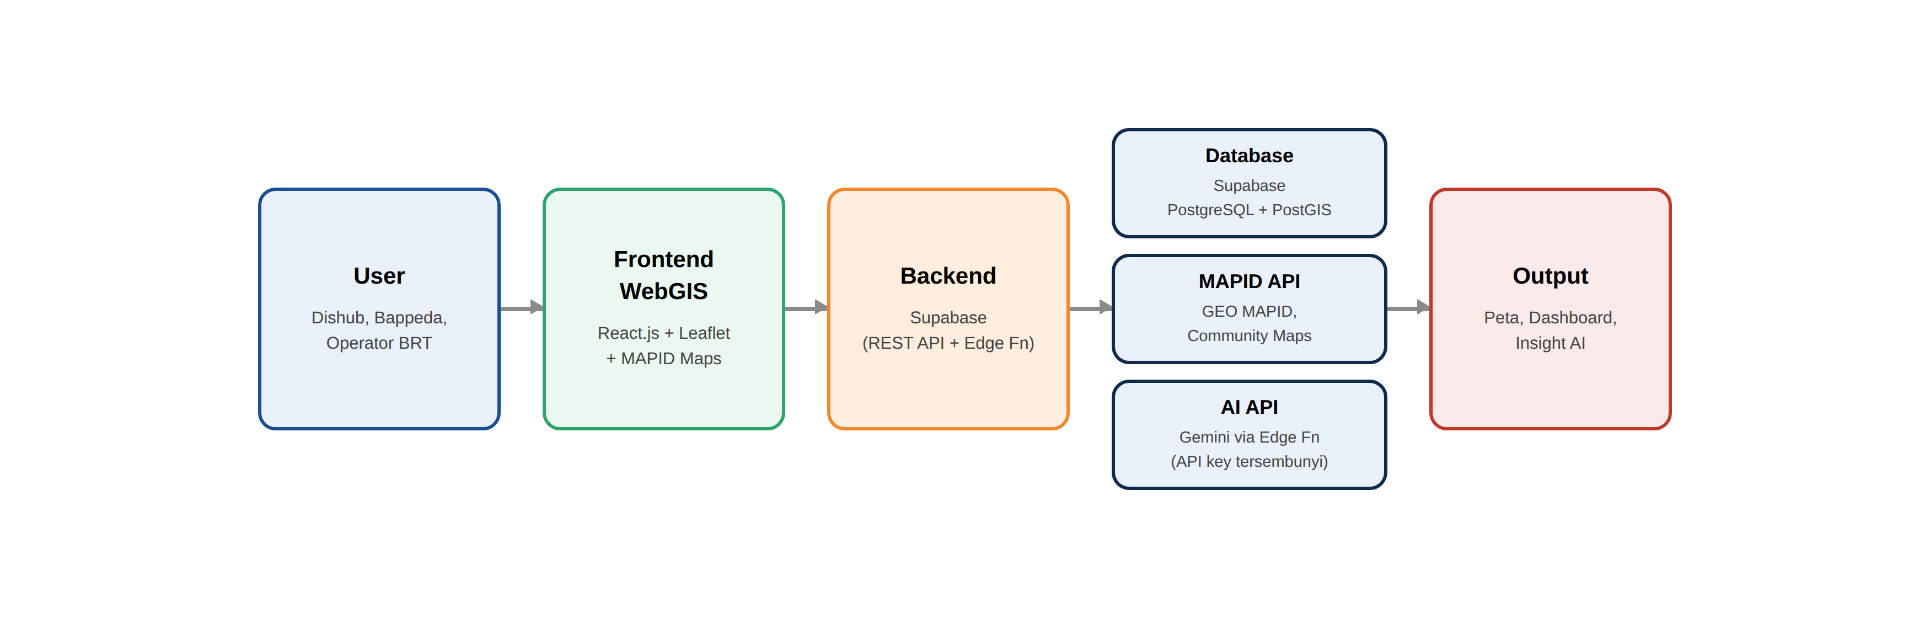 User
Dishub, Bappeda,
Operator BRT
Frontend
WebGIS
React.js + Leaflet
+ MAPID Maps
Backend
Supabase
(REST API + Edge Fn)
Database
Supabase
PostgreSQL + PostGIS
MAPID API
GEO MAPID,
Community Maps
AI API
Gemini via Edge Fn
(API key tersembunyi)
Output
Peta, Dashboard,
Insight AI